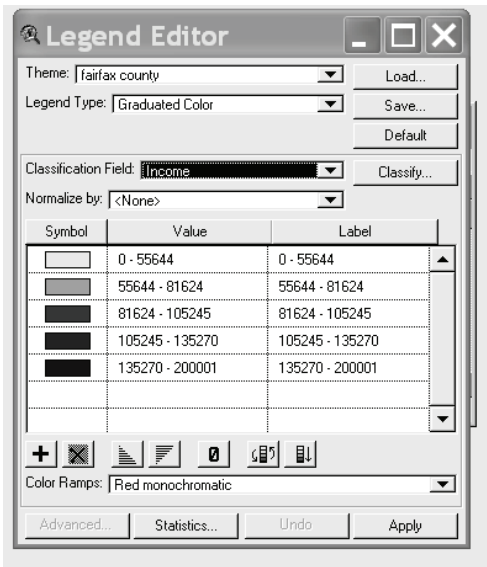 Legend Editor
Theme: fairfax county
Load...
Legend Type: Graduated Color
Save...
Default
Classification Field: Income
Classify...
Normalize by: <None>
Symbol Value Label
0 - 55644 0 - 55644
55644 - 81624 55644 - 81624
81624 - 105245 81624 - 105245
105245 - 135270 105245 - 135270
135270 - 200001 135270 - 200001
0
Color Ramps: Red monochromatic
Advanced... Statistics... Undo Apply